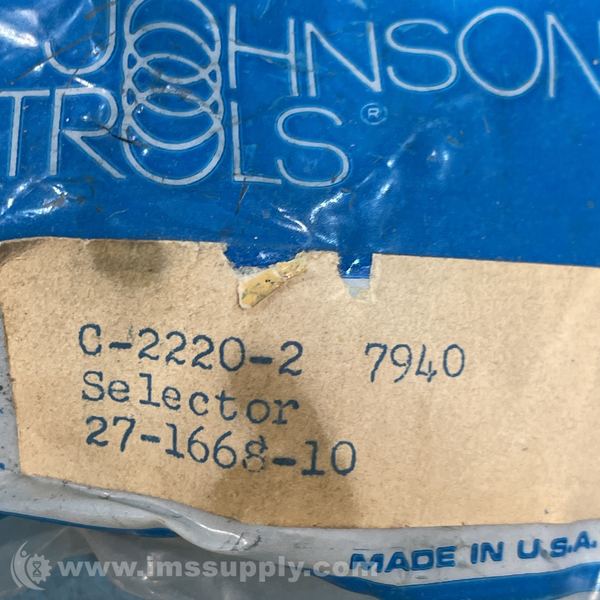 JOHNSON
TROLS®
C-2220-2 7940
Selector
27-1668-10
MADE IN U.S.A.
www.imssupply.com